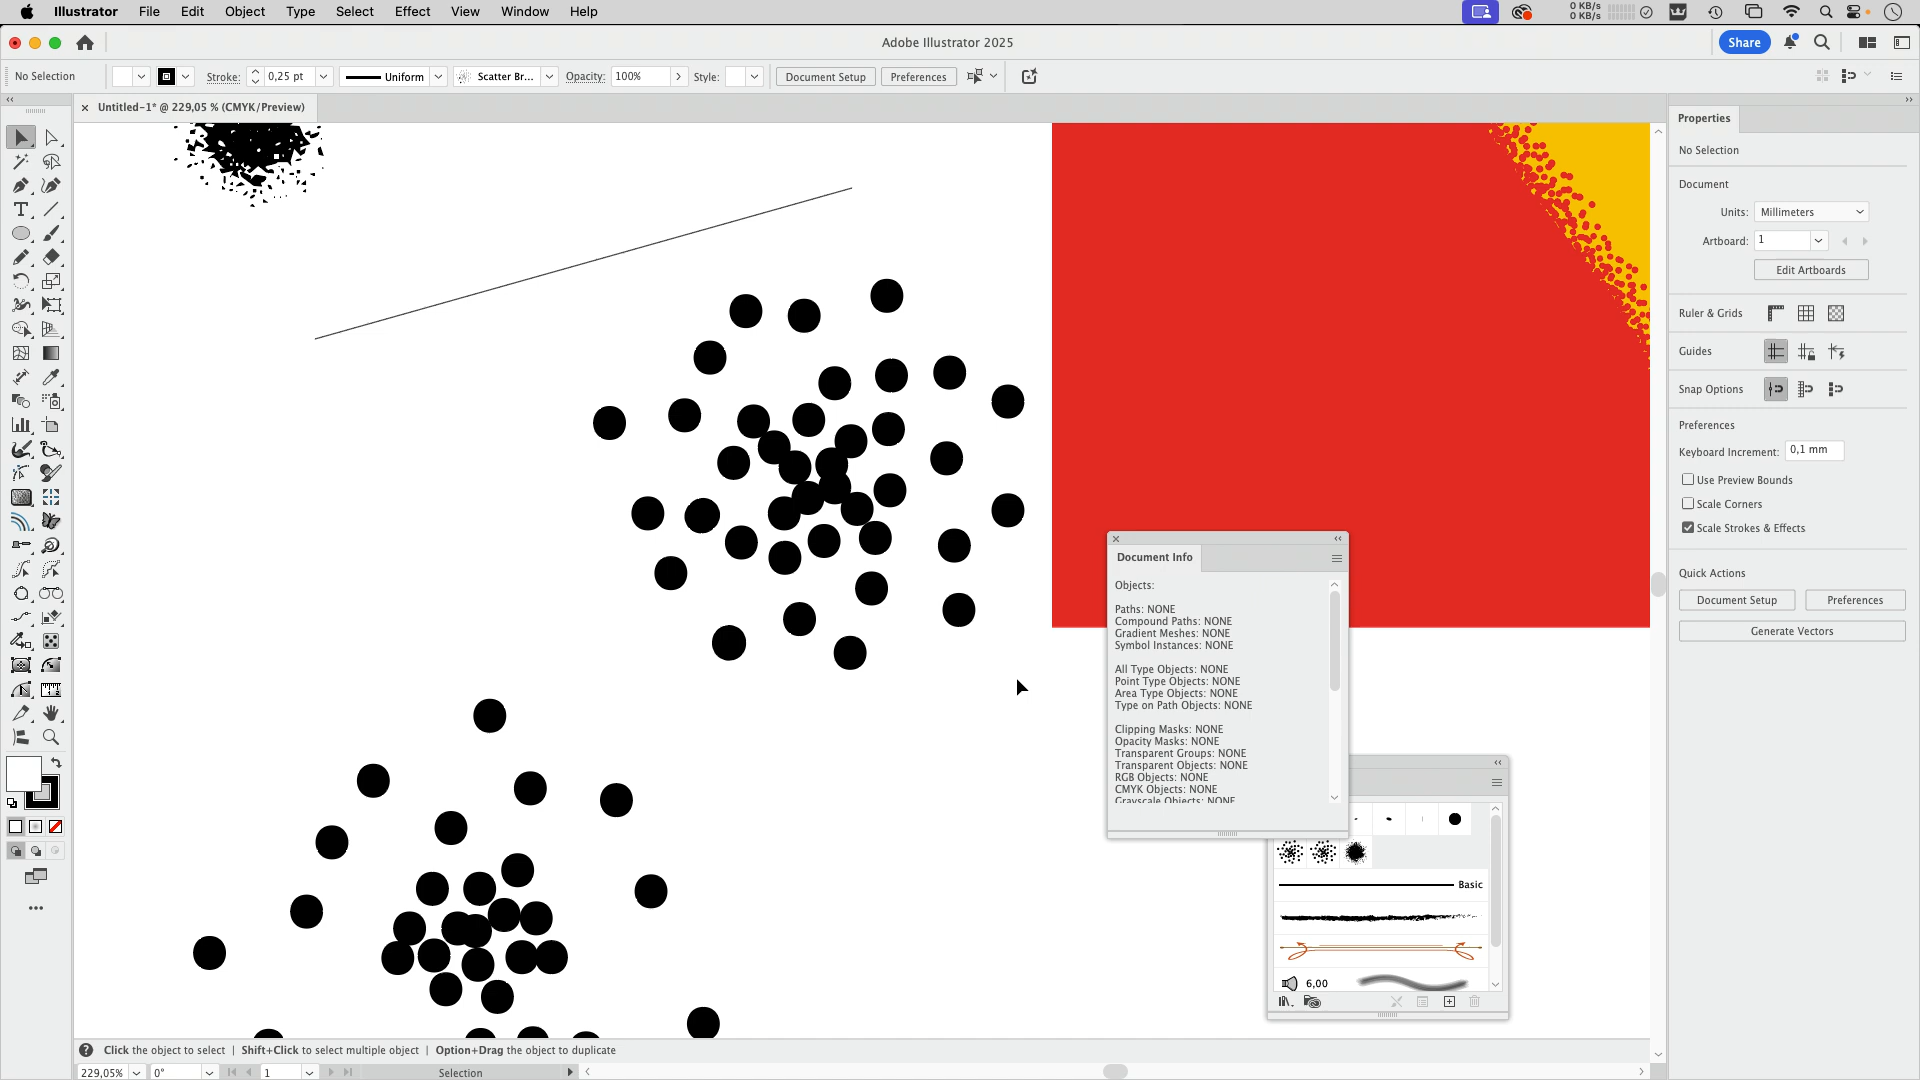 Illustrator File Edit Object Type Select Effect View Window Help
0 KB/s
0 KB/s
Adobe Illustrator 2025
Share
No Selection
Stroke: 0,25 pt
Uniform
Scatter Br...
Opacity: 100%
Style:
Document Setup
Preferences
Untitled-1* @ 229,05 % (CMYK/Preview)
Properties
No Selection
Document
Units: Millimeters
Artboard: 1
Edit Artboards
Ruler & Grids
Guides
Snap Options
Preferences
Keyboard Increment: 0,1 mm
Use Preview Bounds
Scale Corners
Scale Strokes & Effects
Quick Actions
Document Setup
Preferences
Generate Vectors
Document Info
Objects:
Paths: NONE
Compound Paths: NONE
Gradient Meshes: NONE
Symbol Instances: NONE
All Type Objects: NONE
Point Type Objects: NONE
Area Type Objects: NONE
Type on Path Objects: NONE
Clipping Masks: NONE
Opacity Masks: NONE
Transparent Groups: NONE
Transparent Objects: NONE
RGB Objects: NONE
CMYK Objects: NONE
Grayscale Objects: NONE
Basic
6,00
Click the object to select | Shift+Click to select multiple object | Option+Drag the object to duplicate
229,05% 0° 1 Selection